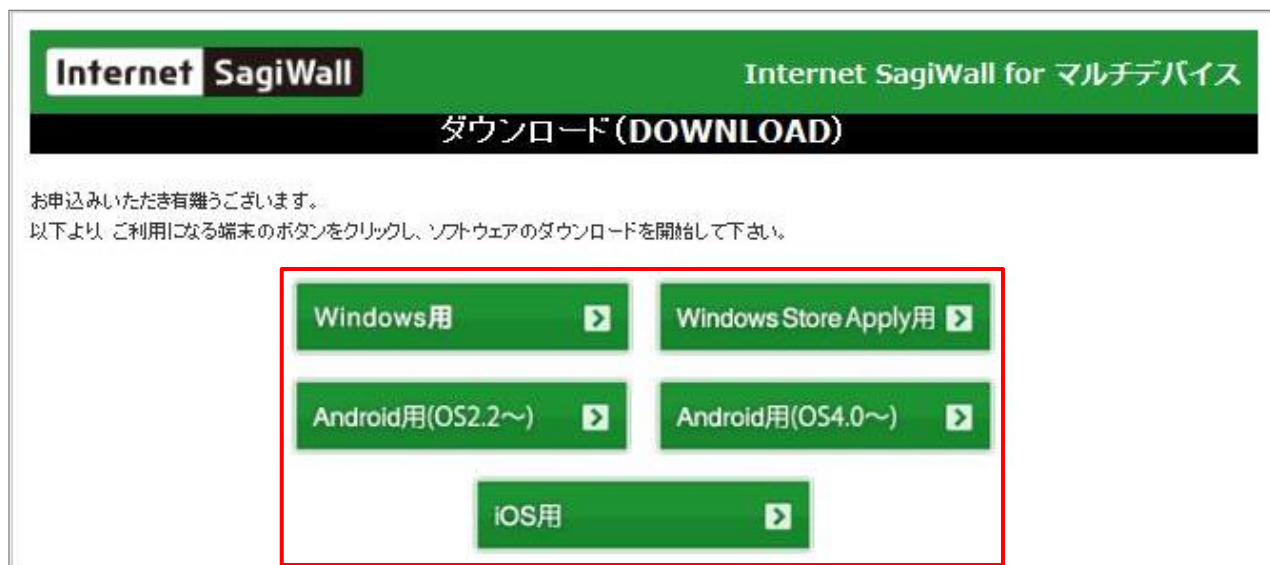 Internet SagiWall
Internet SagiWall for マルチデバイス
ダウンロード(DOWNLOAD)
お申込みいただき有難うございます。
以下より、ご利用になる端末のボタンをクリックし、ソフトウェアのダウンロードを開始して下さい。
Windows用
Windows Store Apply用
Android用(OS2.2～)
Android用(OS4.0～)
iOS用